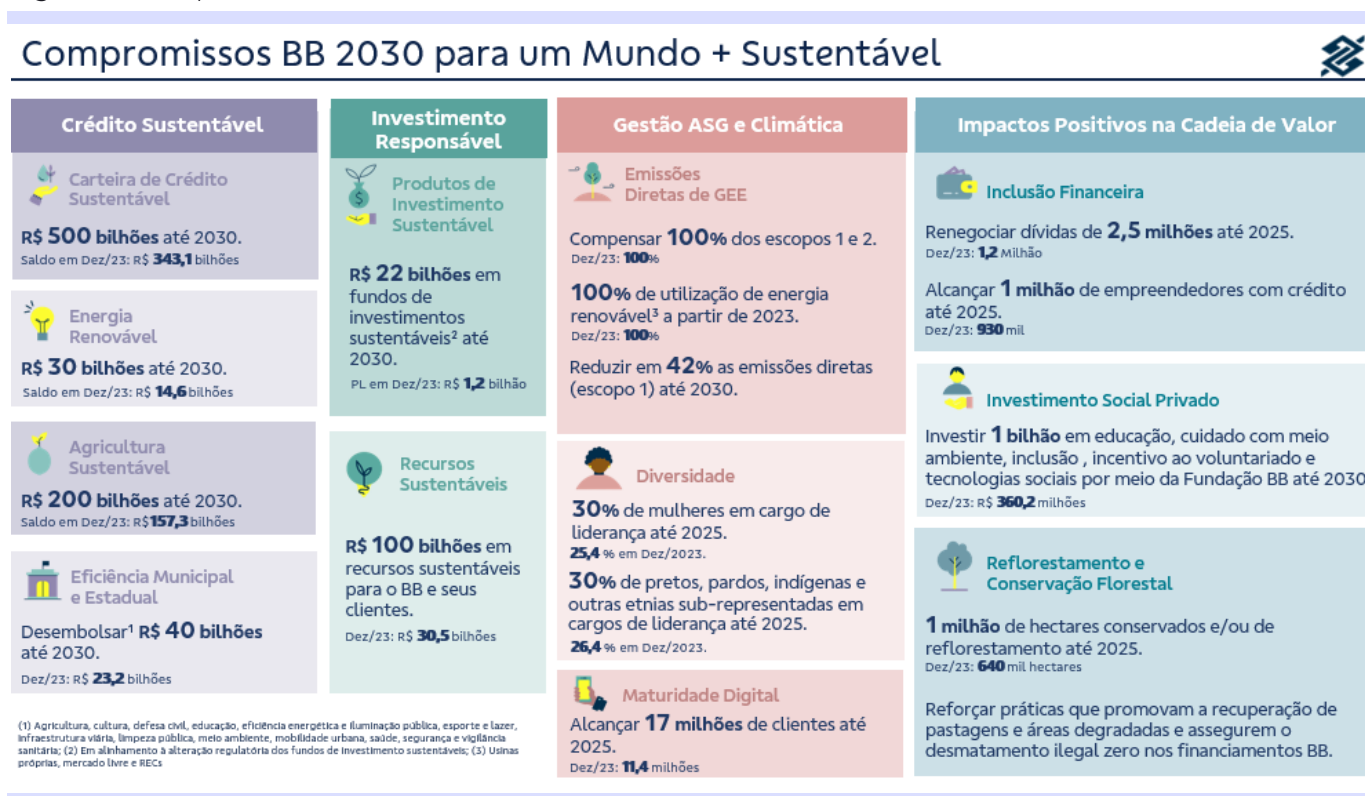 Compromissos BB 2030 para um Mundo + Sustentável
Crédito Sustentável
Carteira de Crédito
Sustentável
R$ 500 bilhões até 2030.
Saldo em Dez/23: R$ 343,1 bilhões
Energia
Renovável
R$ 30 bilhões até 2030.
Saldo em Dez/23: R$ 14,6 bilhões
Agricultura
Sustentável
R$ 200 bilhões até 2030.
Saldo em Dez/23: R$157,3 bilhões
Eficiência Municipal
e Estadual
Desembolsar¹ R$ 40 bilhões
até 2030.
Dez/23: R$ 23,2 bilhões
Investimento
Responsável
Produtos de
Investimento
Sustentável
R$ 22 bilhões em
fundos de
investimentos
sustentáveis² até
2030.
PL em Dez/23: R$ 1,2 bilhão
Recursos
Sustentáveis
R$ 100 bilhões em
recursos sustentáveis
para o BB e seus
clientes.
Dez/23: R$ 30,5 bilhões
Gestão ASG e Climática
Emissões
Diretas de GEE
Compensar 100% dos escopos 1 e 2.
Dez/23: 100%
100% de utilização de energia
renovável³ a partir de 2023.
Dez/23: 100%
Reduzir em 42% as emissões diretas
(escopo 1) até 2030.
Diversidade
30% de mulheres em cargo de
liderança até 2025.
25,4 % em Dez/2023.
30% de pretos, pardos, indígenas e
outras etnias sub-representadas em
cargos de liderança até 2025.
26,4 % em Dez/2023.
Maturidade Digital
Alcançar 17 milhões de clientes até
2025.
Dez/23: 11,4 milhões
Impactos Positivos na Cadeia de Valor
Inclusão Financeira
Renegociar dívidas de 2,5 milhões até 2025.
Dez/23: 1,2 Milhão
Alcançar 1 milhão de empreendedores com crédito
até 2025.
Dez/23: 930 mil
Investimento Social Privado
Investir 1 bilhão em educação, cuidado com meio
ambiente, inclusão , incentivo ao voluntariado e
tecnologias sociais por meio da Fundação BB até 2030
Dez/23: R$ 360,2 milhões
Reflorestamento e
Conservação Florestal
1 milhão de hectares conservados e/ou de
reflorestamento até 2025.
Dez/23: 640 mil hectares
Reforçar práticas que promovam a recuperação de
pastagens e áreas degradadas e assegurem o
desmatamento ilegal zero nos financiamentos BB.
(1) Agricultura, cultura, defesa civil, educação, eficiência energética e iluminação pública, esporte e lazer,
infraestrutura viária, limpeza pública, meio ambiente, mobilidade urbana, saúde, segurança e vigilância
sanitária; (2) Em alinhamento à alteração regulatória dos fundos de investimento sustentáveis; (3) Usinas
próprias, mercado livre e RECs